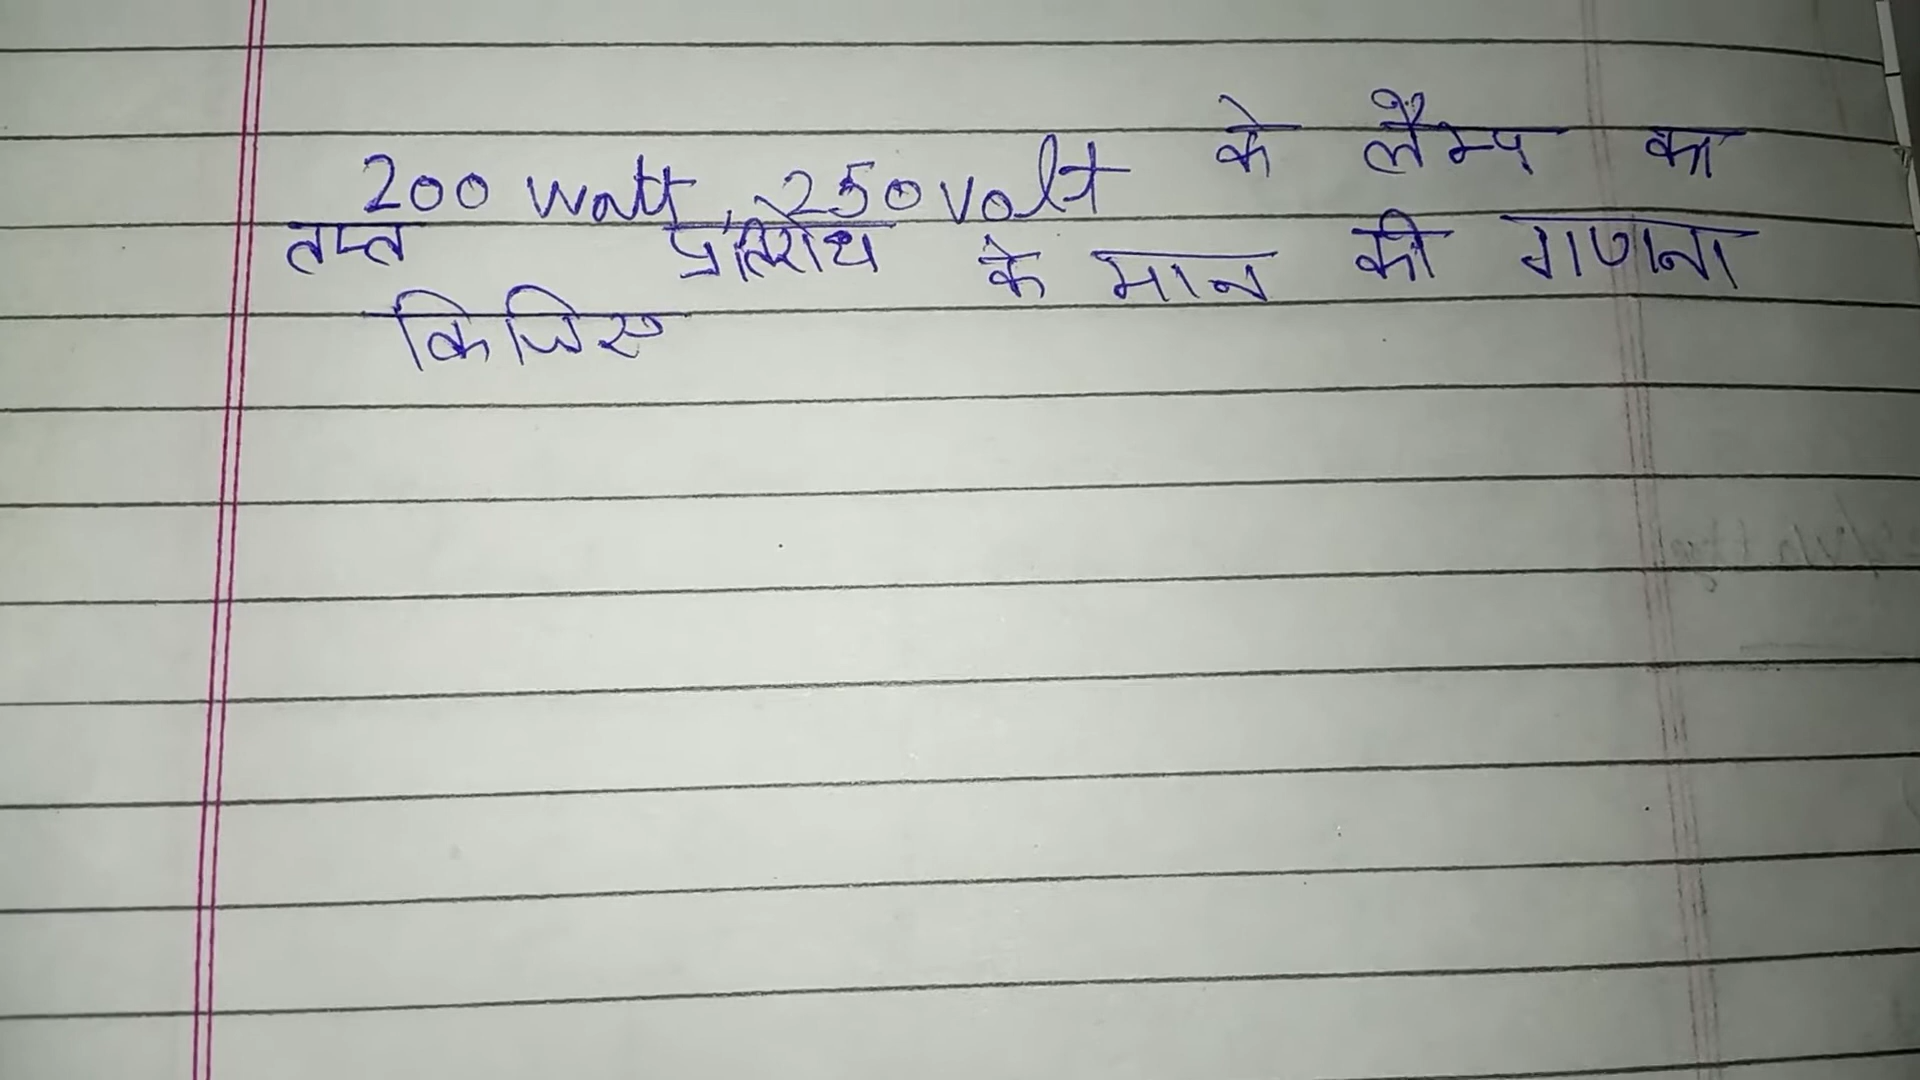 200 watt, 250 volt के लैम्प का
तप्त प्रतिरोध के मान की गणना
किजिए